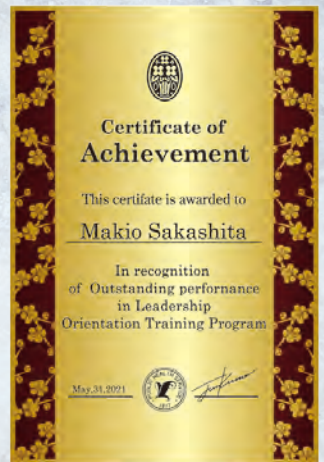 Certificate of
Achievement
This certifate is awarded to
Makio Sakashita
In recognition
of Outstanding perfornance
in Leadership
Orientation Training Program
May.31.2021